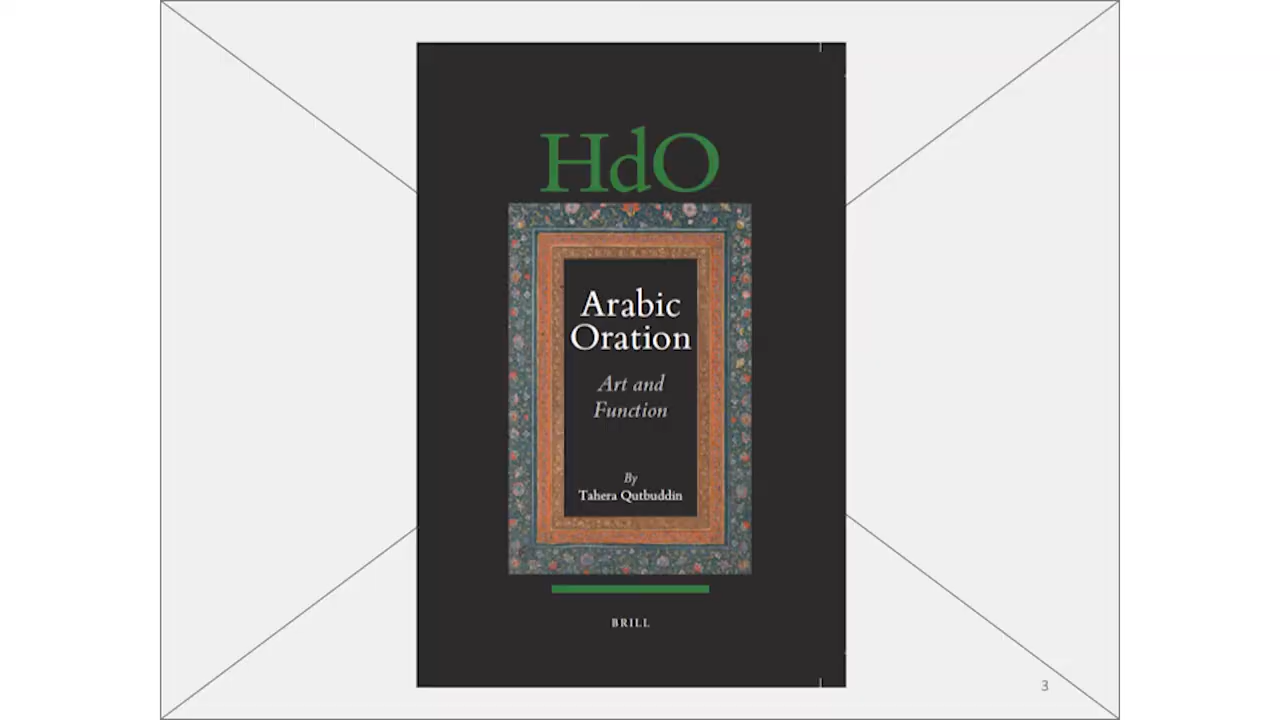 HdO
Arabic
Oration
Art and
Function
By
Tahera Qutbuddin
BRILL
3